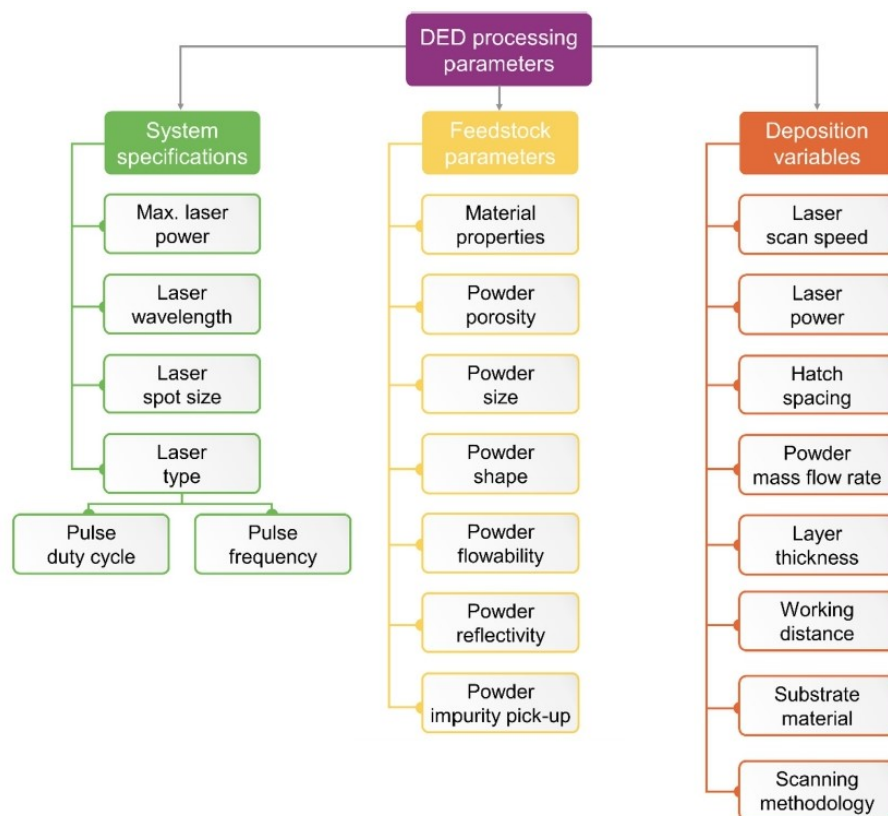 DED processing
parameters
System
specifications
Max. laser
power
Laser
wavelength
Laser
spot size
Laser
type
Pulse
duty cycle
Pulse
frequency
Feedstock
parameters
Material
properties
Powder
porosity
Powder
size
Powder
shape
Powder
flowability
Powder
reflectivity
Powder
impurity pick-up
Deposition
variables
Laser
scan speed
Laser
power
Hatch
spacing
Powder
mass flow rate
Layer
thickness
Working
distance
Substrate
material
Scanning
methodology